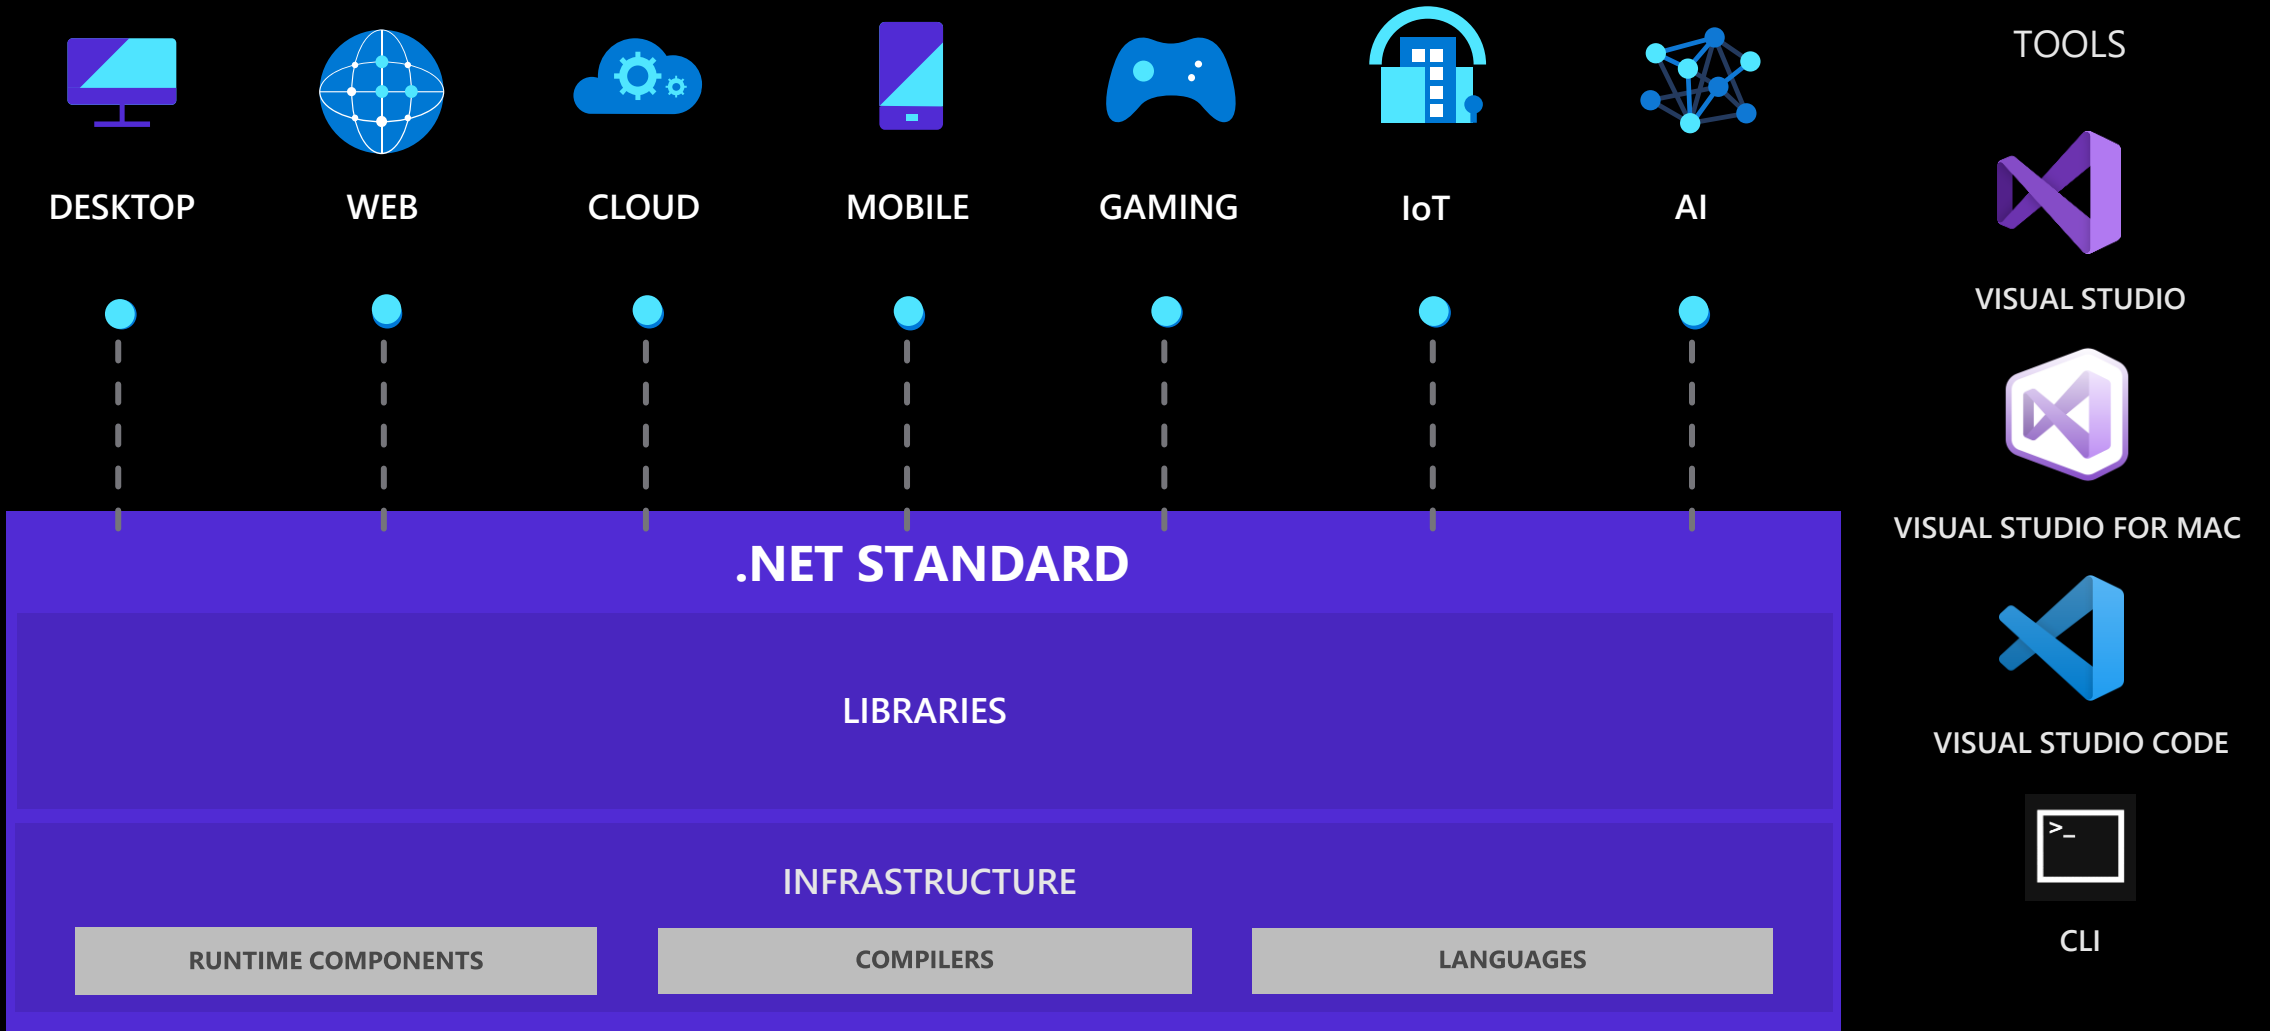 DESKTOP
WEB
CLOUD
MOBILE
GAMING
IoT
AI
.NET STANDARD
LIBRARIES
INFRASTRUCTURE
RUNTIME COMPONENTS
COMPILERS
LANGUAGES
TOOLS
VISUAL STUDIO
VISUAL STUDIO FOR MAC
VISUAL STUDIO CODE
>_
CLI